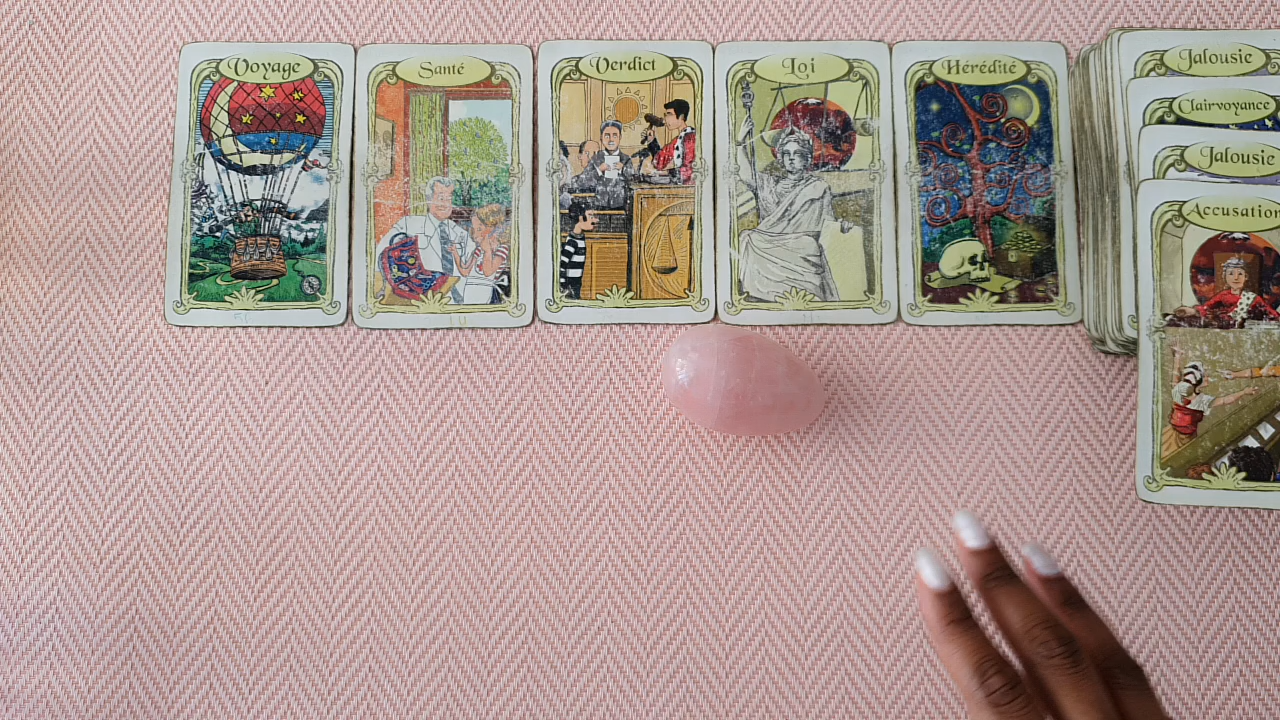 Voyage
Santé
Verdict
Loi
Hérédité
Jalousie
Clairvoyance
Jalousie
Accusation